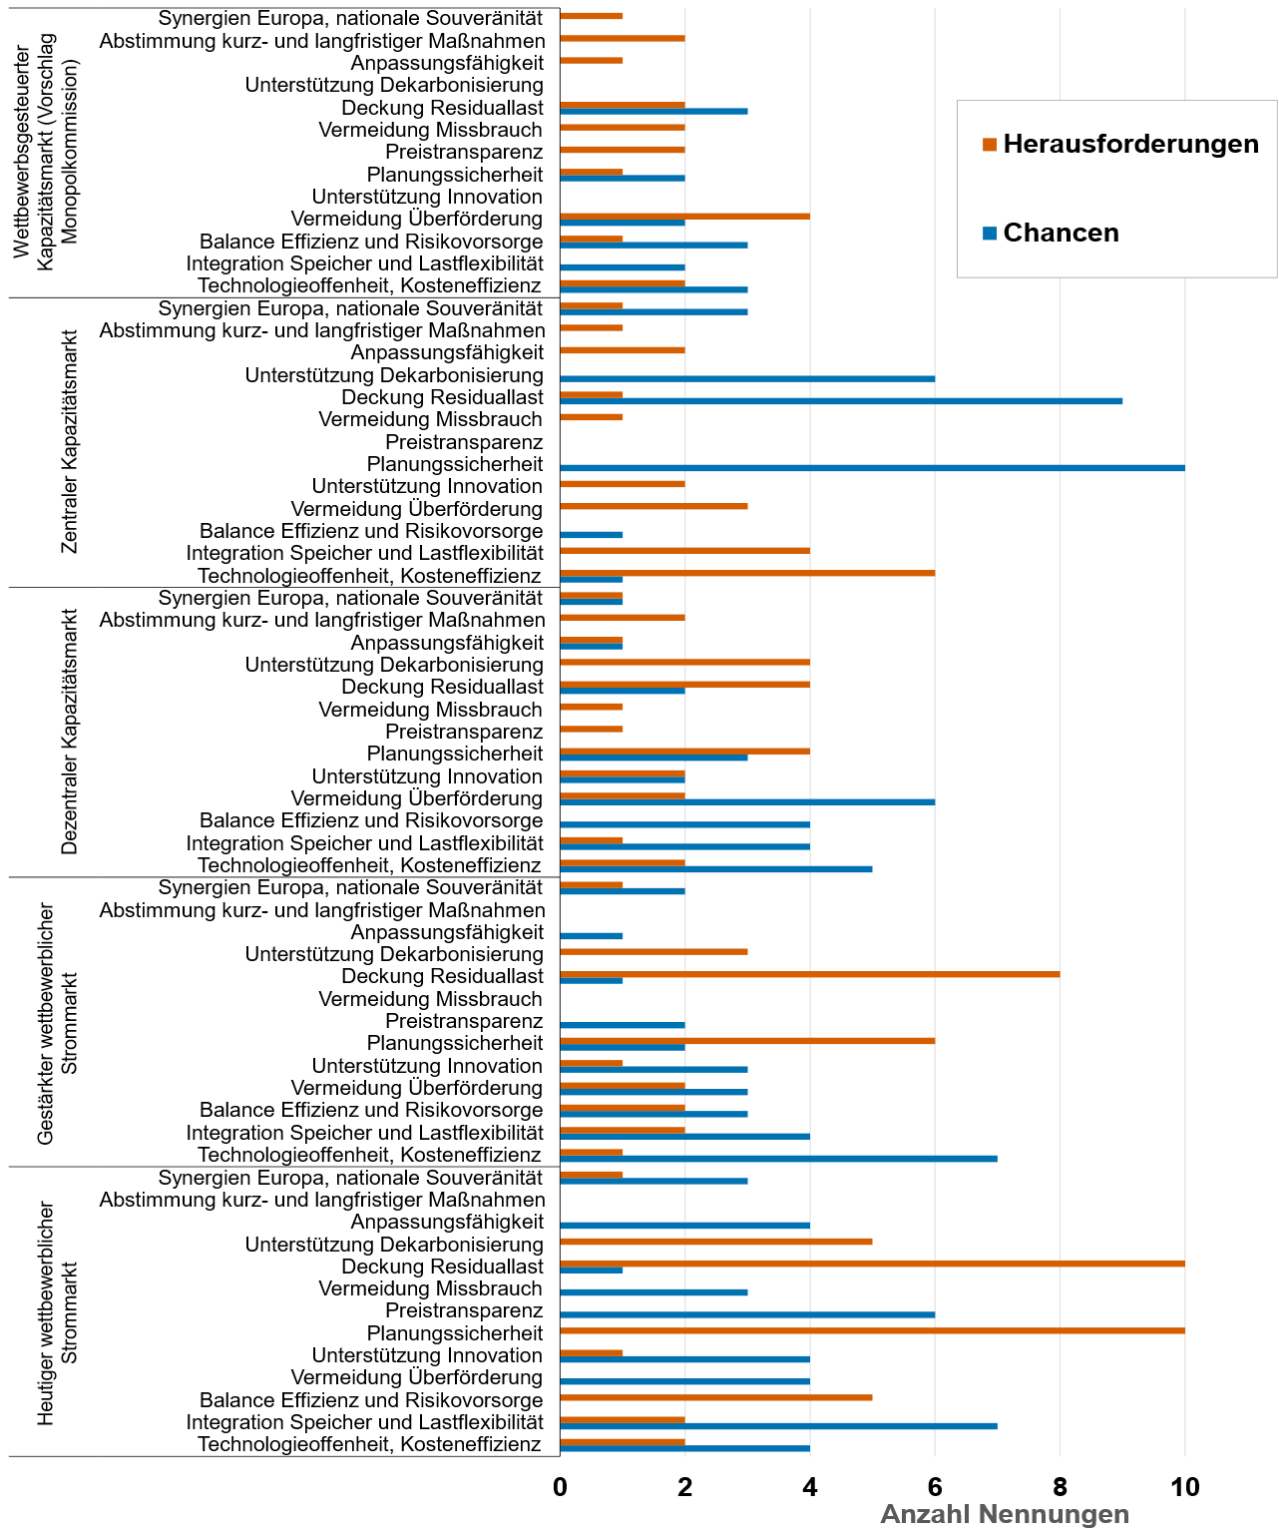 Wettbewerbsgesteuerter
Kapazitätsmarkt (Vorschlag
Monopolkommission)
Synergien Europa, nationale Souveränität
Abstimmung kurz- und langfristiger Maßnahmen
Anpassungsfähigkeit
Unterstützung Dekarbonisierung
Deckung Residuallast
Vermeidung Missbrauch
Preistransparenz
Planungssicherheit
Unterstützung Innovation
Vermeidung Überförderung
Balance Effizienz und Risikovorsorge
Integration Speicher und Lastflexibilität
Technologieoffenheit, Kosteneffizienz
Herausforderungen
Chancen
Zentraler Kapazitätsmarkt
Synergien Europa, nationale Souveränität
Abstimmung kurz- und langfristiger Maßnahmen
Anpassungsfähigkeit
Unterstützung Dekarbonisierung
Deckung Residuallast
Vermeidung Missbrauch
Preistransparenz
Planungssicherheit
Unterstützung Innovation
Vermeidung Überförderung
Balance Effizienz und Risikovorsorge
Integration Speicher und Lastflexibilität
Technologieoffenheit, Kosteneffizienz
Dezentraler Kapazitätsmarkt
Synergien Europa, nationale Souveränität
Abstimmung kurz- und langfristiger Maßnahmen
Anpassungsfähigkeit
Unterstützung Dekarbonisierung
Deckung Residuallast
Vermeidung Missbrauch
Preistransparenz
Planungssicherheit
Unterstützung Innovation
Vermeidung Überförderung
Balance Effizienz und Risikovorsorge
Integration Speicher und Lastflexibilität
Technologieoffenheit, Kosteneffizienz
Gestärkter wettbewerblicher
Strommarkt
Synergien Europa, nationale Souveränität
Abstimmung kurz- und langfristiger Maßnahmen
Anpassungsfähigkeit
Unterstützung Dekarbonisierung
Deckung Residuallast
Vermeidung Missbrauch
Preistransparenz
Planungssicherheit
Unterstützung Innovation
Vermeidung Überförderung
Balance Effizienz und Risikovorsorge
Integration Speicher und Lastflexibilität
Technologieoffenheit, Kosteneffizienz
Heutiger wettbewerblicher
Strommarkt
Synergien Europa, nationale Souveränität
Abstimmung kurz- und langfristiger Maßnahmen
Anpassungsfähigkeit
Unterstützung Dekarbonisierung
Deckung Residuallast
Vermeidung Missbrauch
Preistransparenz
Planungssicherheit
Unterstützung Innovation
Vermeidung Überförderung
Balance Effizienz und Risikovorsorge
Integration Speicher und Lastflexibilität
Technologieoffenheit, Kosteneffizienz
0 2 4 6 8 10
Anzahl Nennungen